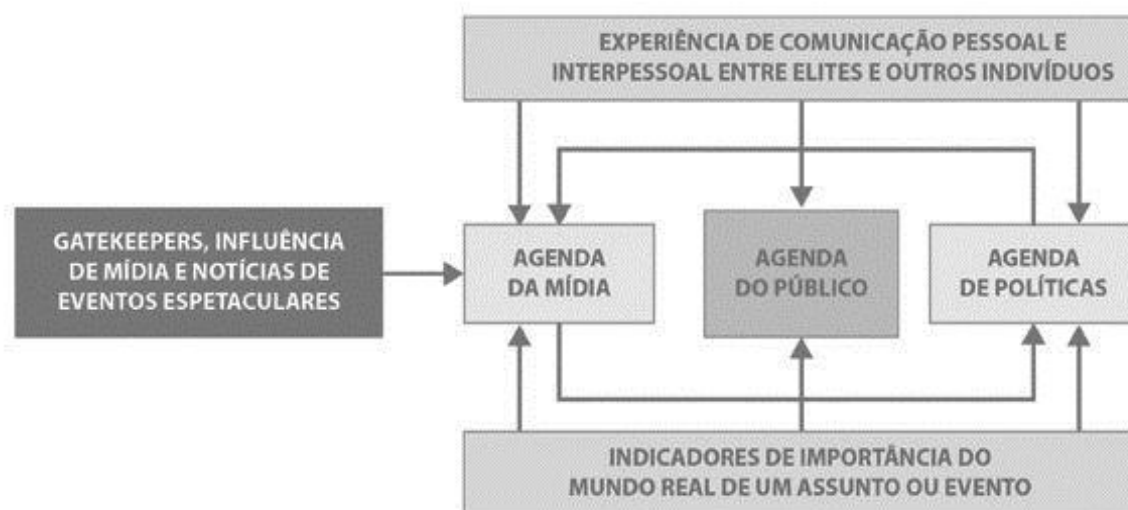 EXPERIÊNCIA DE COMUNICAÇÃO PESSOAL E
INTERPESSOAL ENTRE ELITES E OUTROS INDIVÍDUOS
GATEKEEPERS, INFLUÊNCIA
DE MÍDIA E NOTÍCIAS DE
EVENTOS ESPETACULARES
AGENDA
DA MÍDIA
AGENDA
DO PÚBLICO
AGENDA
DE POLÍTICAS
INDICADORES DE IMPORTÂNCIA DO
MUNDO REAL DE UM ASSUNTO OU EVENTO